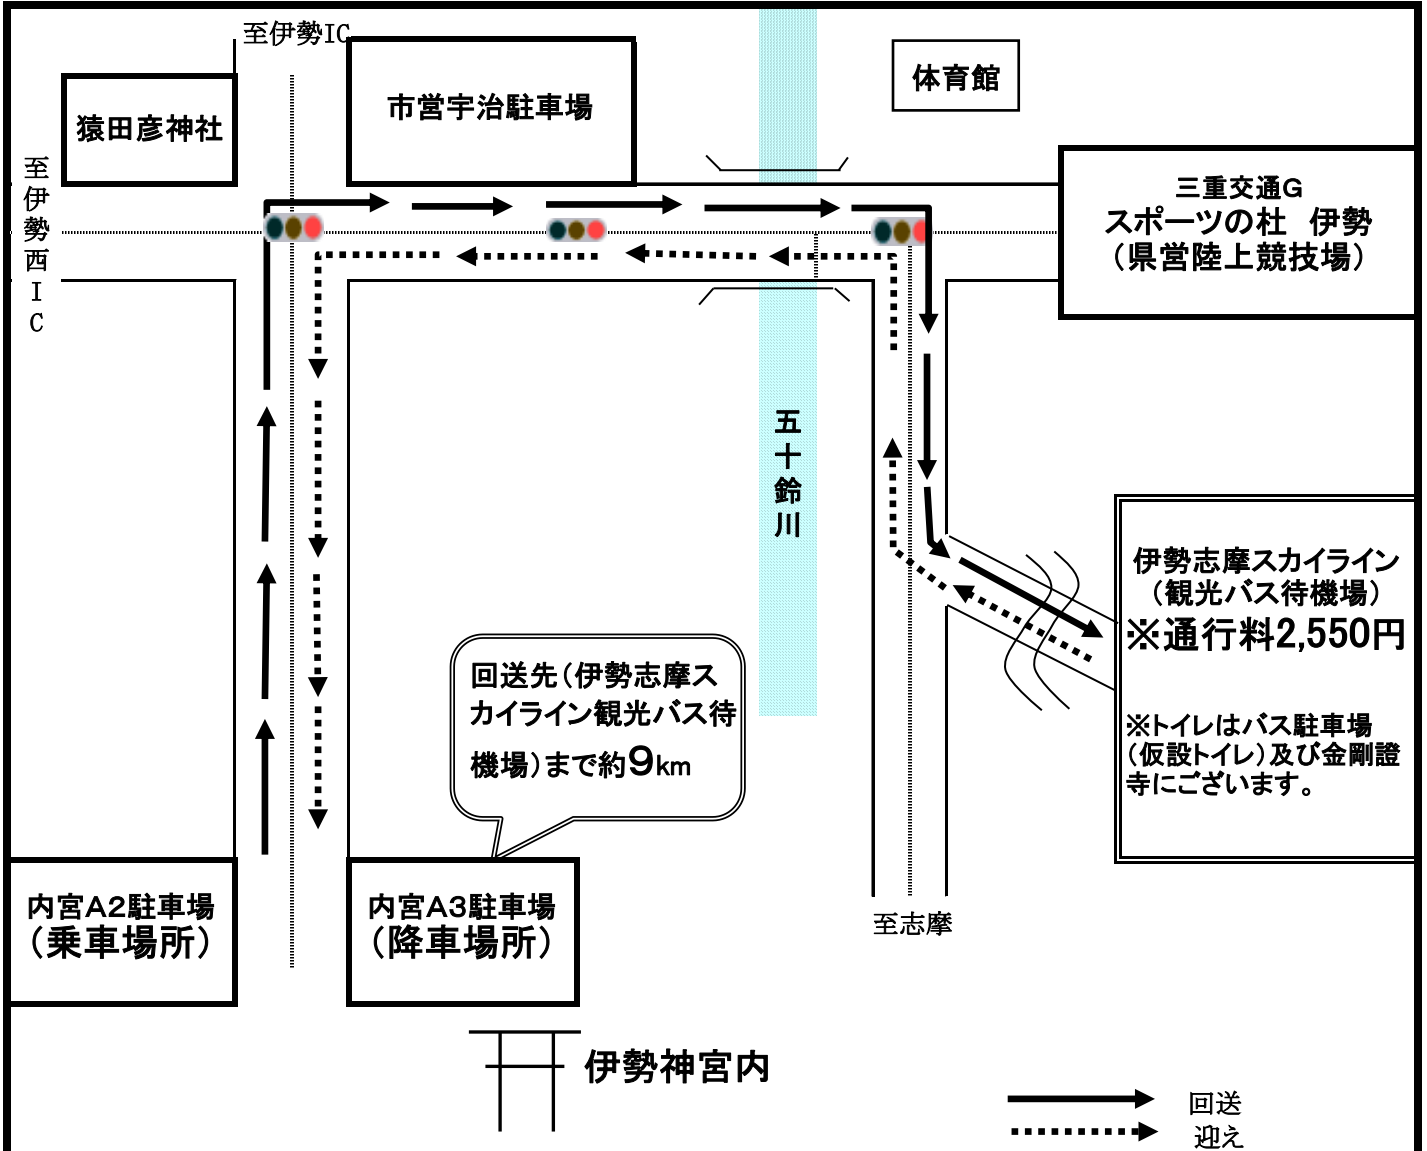 至伊勢IC
体育館
市営宇治駐車場
猿田彦神社
至伊勢西IC
三重交通G
スポーツの杜　伊勢
（県営陸上競技場）
五十鈴川
伊勢志摩スカイライン
（観光バス待機場）
※通行料2,550円
※トイレはバス駐車場
（仮設トイレ）及び金剛證
寺にございます。
回送先（伊勢志摩ス
カイライン観光バス待
機場）まで約9km
内宮A2駐車場
（乗車場所）
内宮A3駐車場
（降車場所）
至志摩
伊勢神宮内
回送
迎え